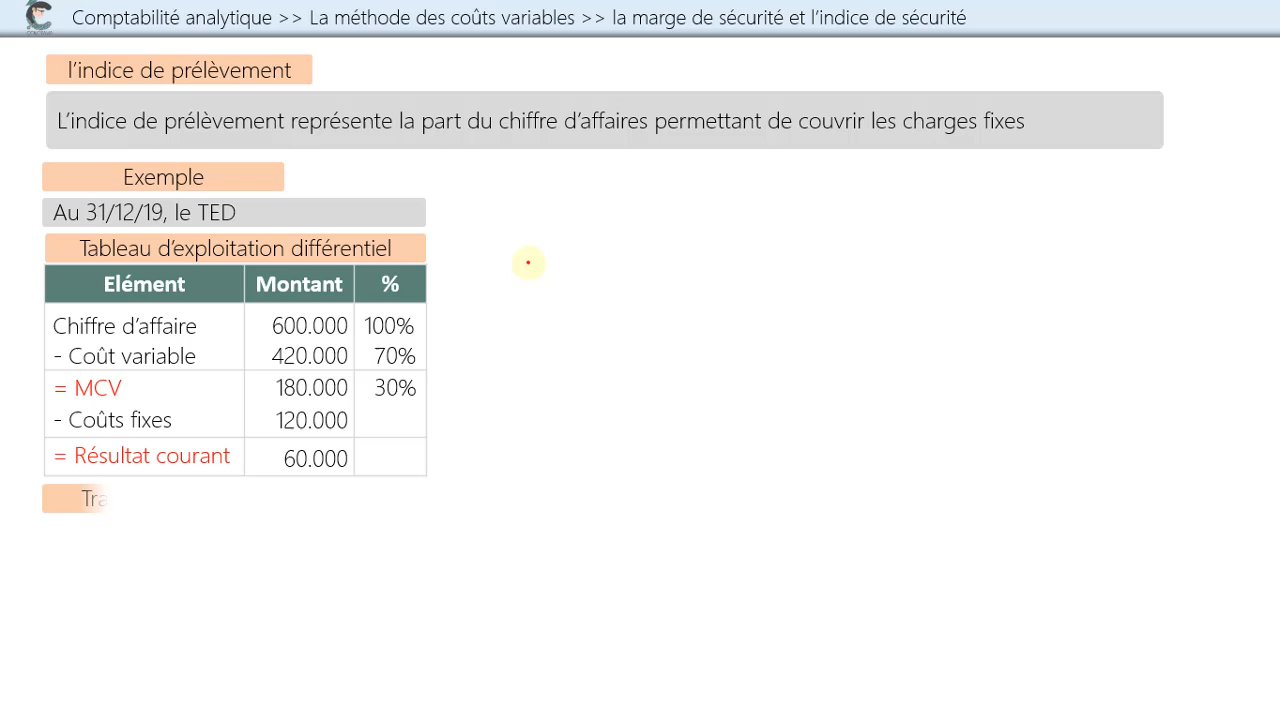 Comptabilité analytique >> La méthode des coûts variables >> la marge de sécurité et l’indice de sécurité
l’indice de prélèvement
L’indice de prélèvement représente la part du chiffre d’affaires permettant de couvrir les charges fixes
Exemple
Au 31/12/19, le TED
Tableau d’exploitation différentiel
Elément Montant %
Chiffre d’affaire 600.000 100%
- Coût variable 420.000 70%
= MCV 180.000 30%
- Coûts fixes 120.000
= Résultat courant 60.000